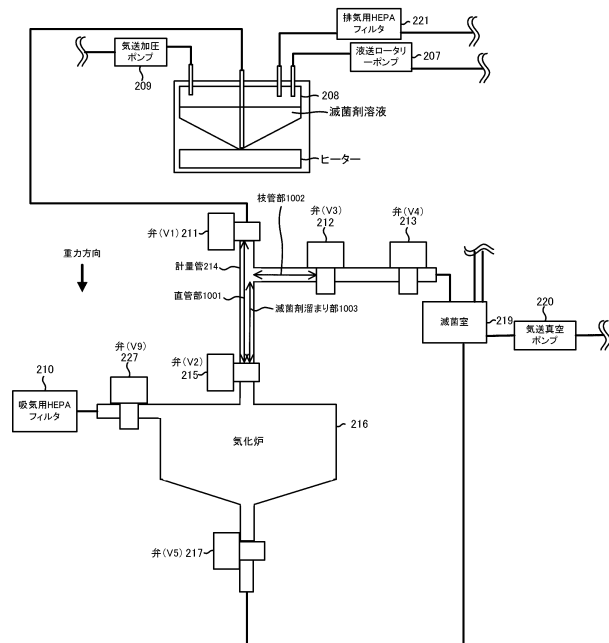 排気用HEPA
フィルタ
221
気送加圧
ポンプ
209
液送ロータリ
ーポンプ
207
208
滅菌剤溶液
ヒーター
枝管部1002
弁(V3)
212
弁(V4)
213
弁(V1) 211
重力方向
計量管214
直管部1001
滅菌剤溜まり部1003
滅菌室
219
220
気送真空
ポンプ
弁(V9)
227
弁(V2)
215
210
吸気用HEPA
フィルタ
216
気化炉
弁(V5) 217